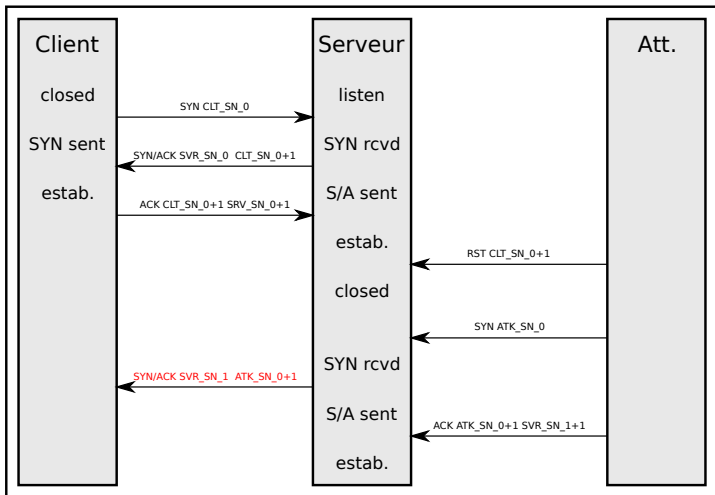 Client
Serveur
Att.
closed
listen
SYN CLT_SN_0
SYN sent
SYN rcvd
SYN/ACK SVR_SN_0 CLT_SN_0+1
estab.
S/A sent
ACK CLT_SN_0+1 SRV_SN_0+1
estab.
RST CLT_SN_0+1
closed
SYN ATK_SN_0
SYN rcvd
SYN/ACK SVR_SN_1 ATK_SN_0+1
S/A sent
ACK ATK_SN_0+1 SVR_SN_1+1
estab.